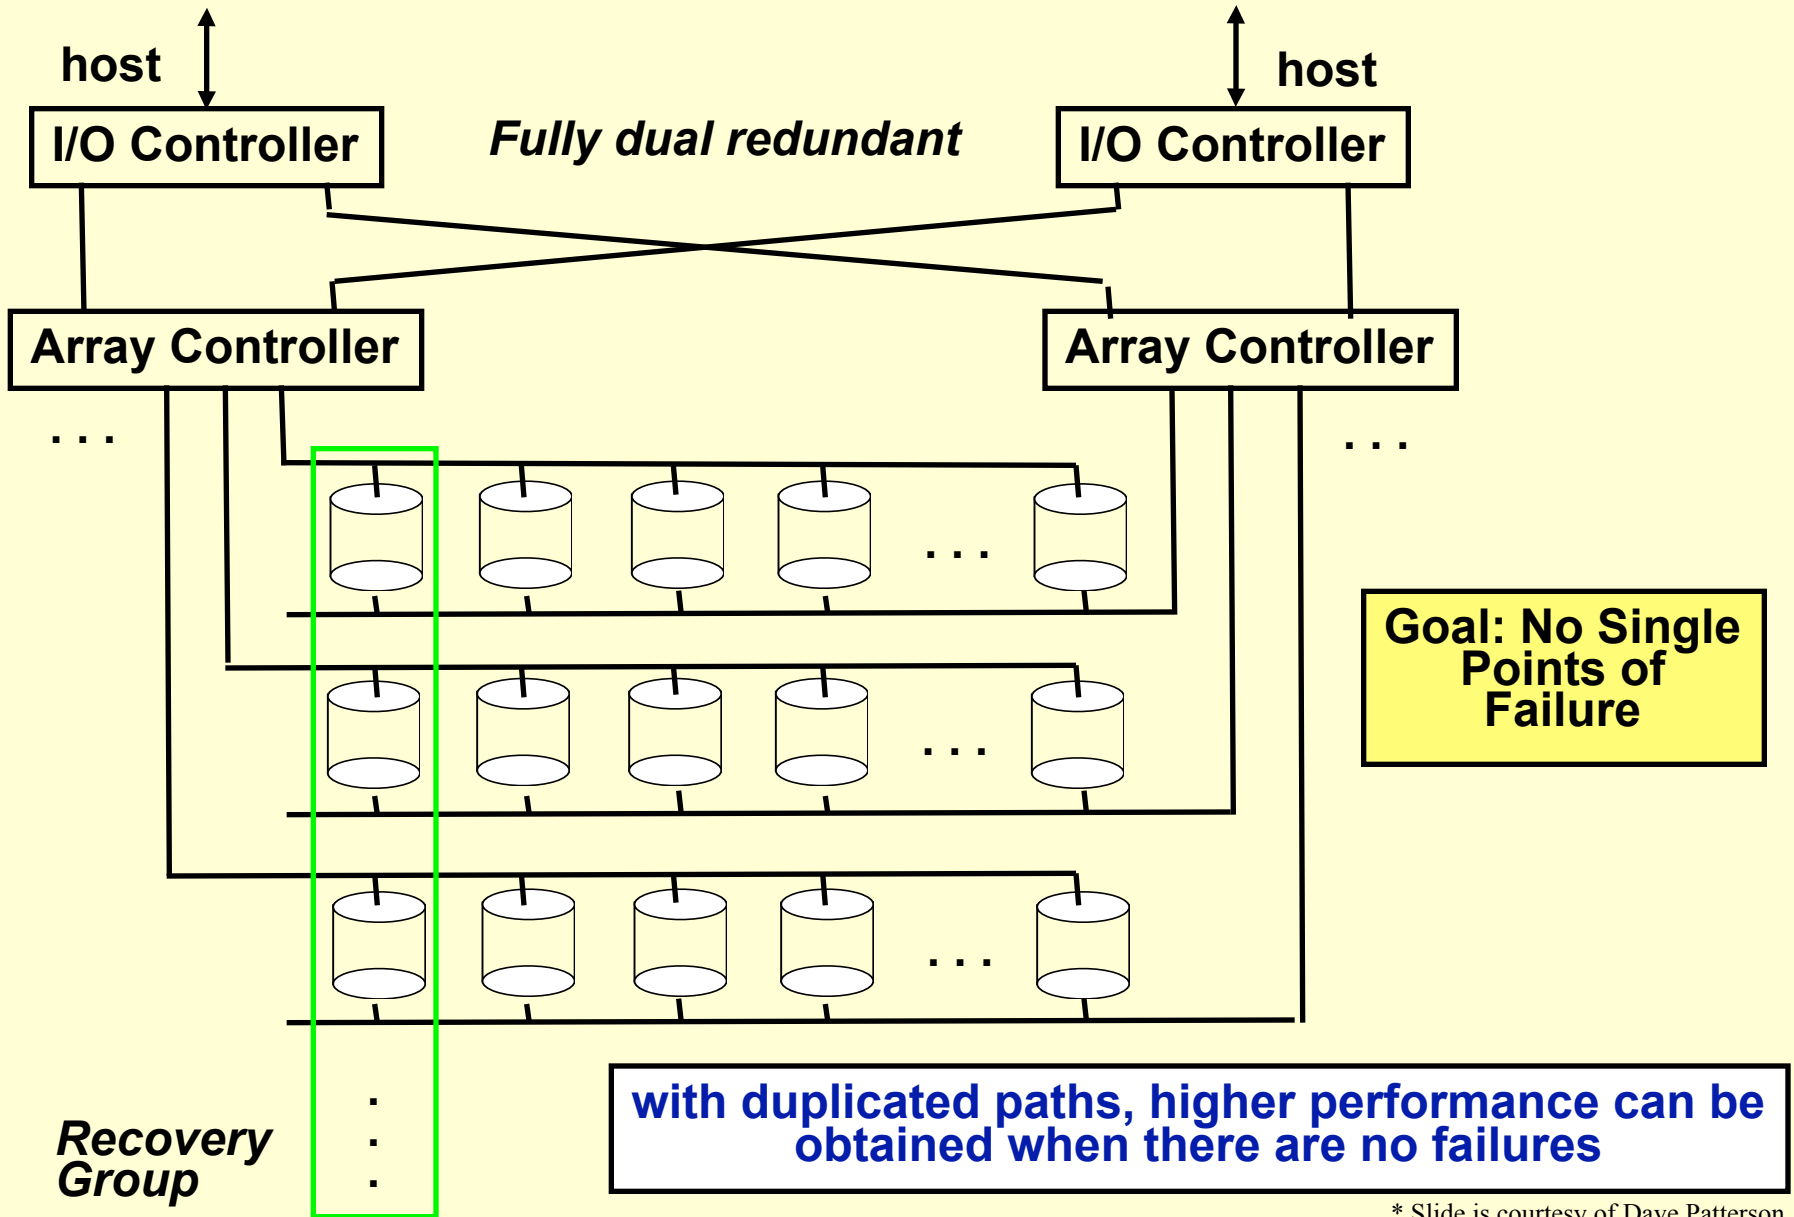 host
host
I/O Controller
Fully dual redundant
I/O Controller
Array Controller
Array Controller
. . .
. . .
. . .
Goal: No Single
Points of
Failure
. . .
. . .
with duplicated paths, higher performance can be
obtained when there are no failures
Recovery
Group
.
.
.
* Slide is courtesy of Dave Patterson